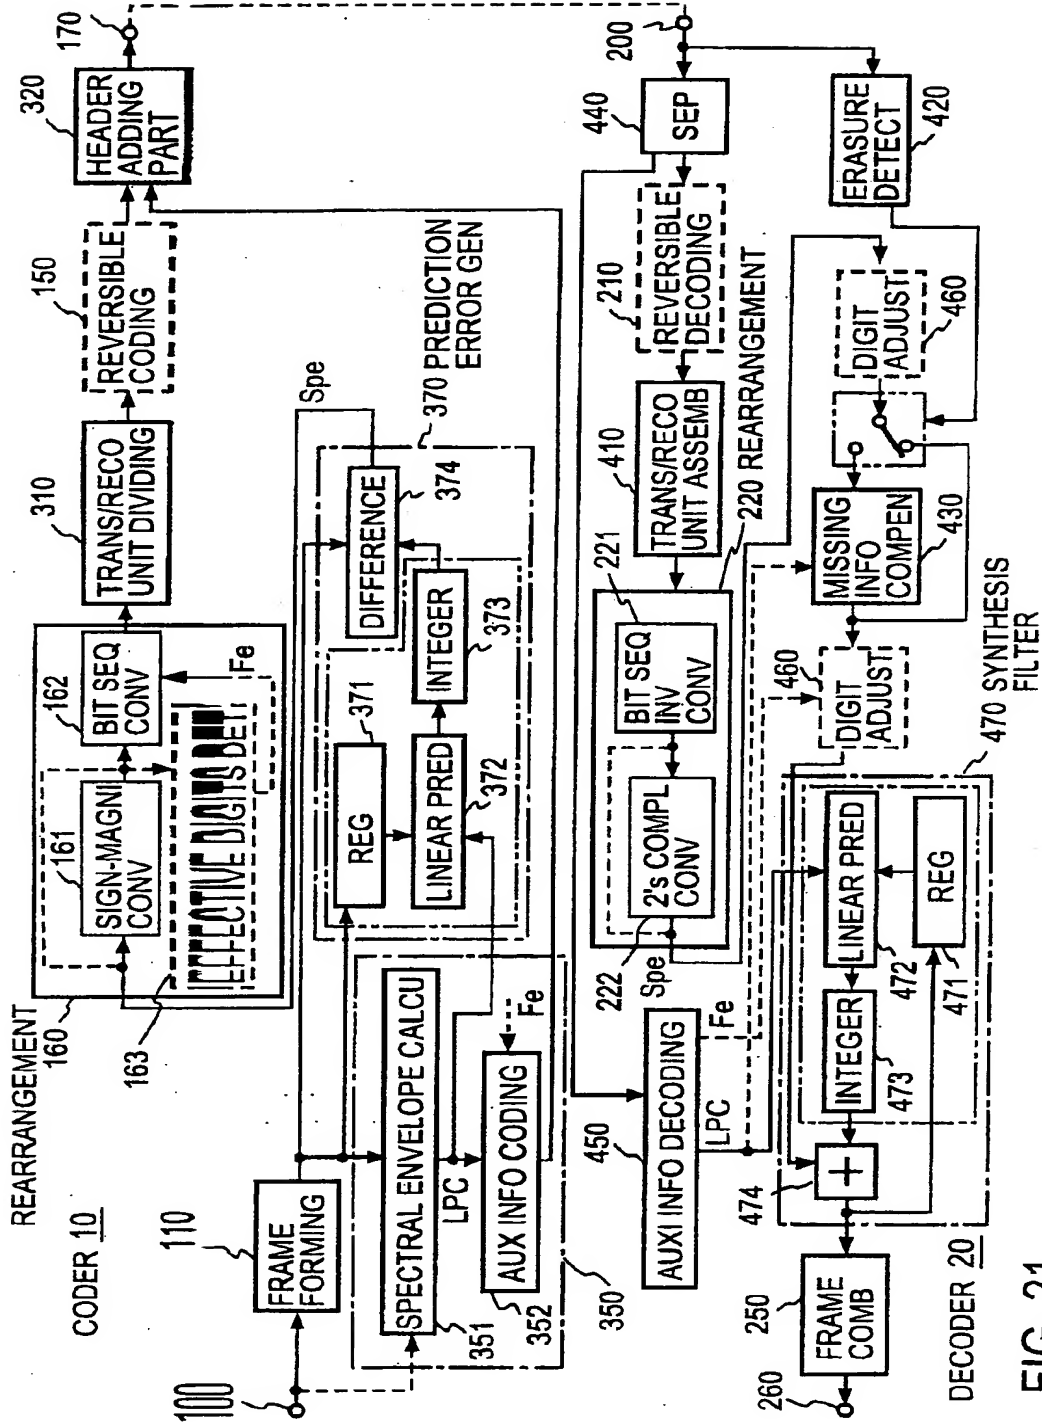 REARRANGEMENT
CODER 10
160
161
SIGN-MAGNI
CONV
162
BIT SEQ
CONV
163
EFFECTIVE DIGITS DET
Fe
310
TRANS/RECO
UNIT DIVIDING
150
REVERSIBLE
CODING
320
HEADER
ADDING
PART
170
100
110
FRAME
FORMING
Spe
370 PREDICTION
ERROR GEN
371
REG
LINEAR PRED
372
INTEGER
373
DIFFERENCE
374
SPECTRAL ENVELOPE CALCU
351
LPC
AUX INFO CODING
352
Fe
350
200
440
SEP
210
REVERSIBLE
DECODING
410
TRANS/RECO
UNIT ASSEMB
220 REARRANGEMENT
221
BIT SEQ
INV
CONV
2's COMPL
CONV
222
Spe
ERASURE
DETECT
420
DIGIT
ADJUST
460
MISSING
INFO
COMPEN
430
450
AUXI INFO DECODING
Fe
LPC
460
DIGIT
ADJUST
470 SYNTHESIS
FILTER
LINEAR PRED
472
REG
471
INTEGER
473
+
474
250
FRAME
COMB
260
DECODER 20
FIG. 21